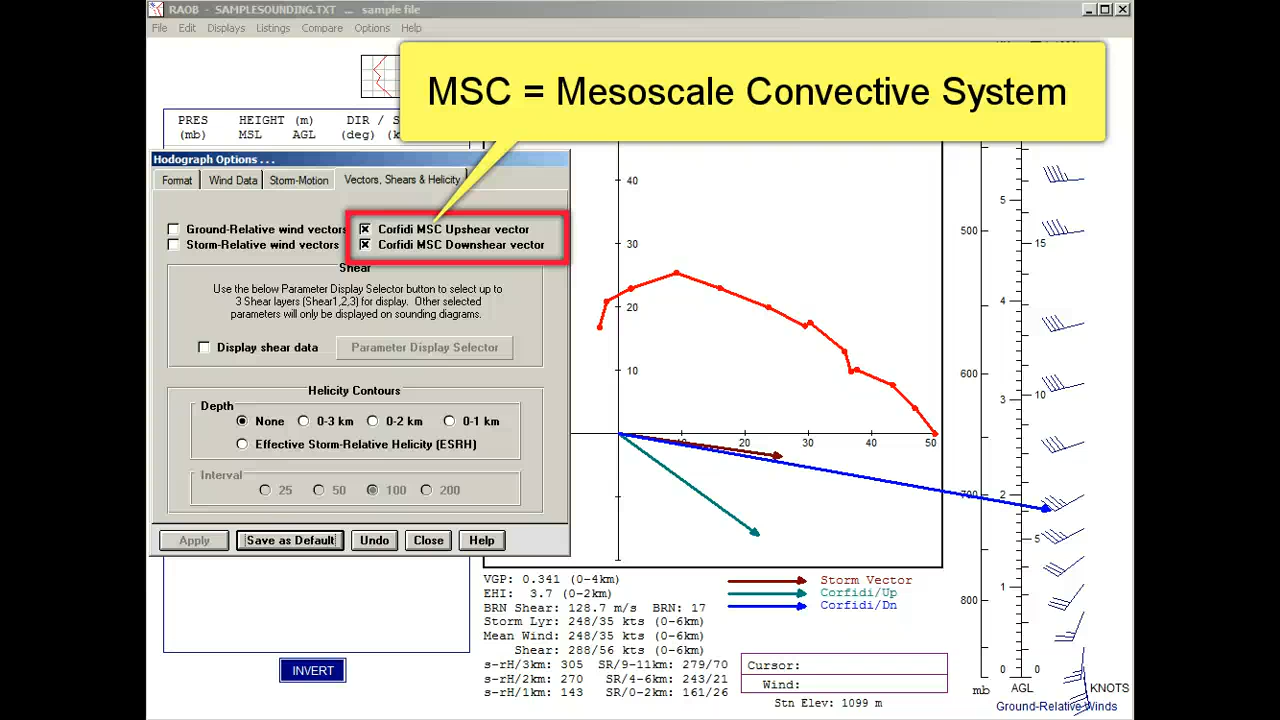 RAOB - SAMPLESOUNDING.TXT ... sample file
File Edit Displays Listings Compare Options Help
MSC = Mesoscale Convective System
PRES HEIGHT (m) DIR / S
(mb) MSL AGL (deg) (k
Hodograph Options . . .
Format Wind Data Storm-Motion Vectors, Shears & Helicity
Ground-Relative wind vectors Corfidi MSC Upshear vector
Storm-Relative wind vectors Corfidi MSC Downshear vector
Shear
Use the below Parameter Display Selector button to select up to
3 Shear layers (Shear1,2,3) for display. Other selected
parameters will only be displayed on sounding diagrams.
Display shear data Parameter Display Selector
Helicity Contours
Depth
None 0-3 km 0-2 km 0-1 km
Effective Storm-Relative Helicity (ESRH)
Interval
25 50 100 200
Apply Save as Default Undo Close Help
INVERT
40
30
20
10
10 20 30 40 50
500
600
700
800
mb
5
4
3
2
1
0
AGL
15
10
5
0
KNOTS
Ground-Relative Winds
VGP: 0.341 (0-4km)
EHI: 3.7 (0-2km)
BRN Shear: 128.7 m/s BRN: 17
Storm Lyr: 248/35 kts (0-6km)
Mean Wind: 248/35 kts (0-6km)
Shear: 288/56 kts (0-6km)
s-rH/3km: 305 SR/9-11km: 279/70
s-rH/2km: 270 SR/4-6km: 243/21
s-rH/1km: 143 SR/0-2km: 161/26
Storm Vector
Corfidi/Up
Corfidi/Dn
Cursor:
Wind:
Stn Elev: 1099 m